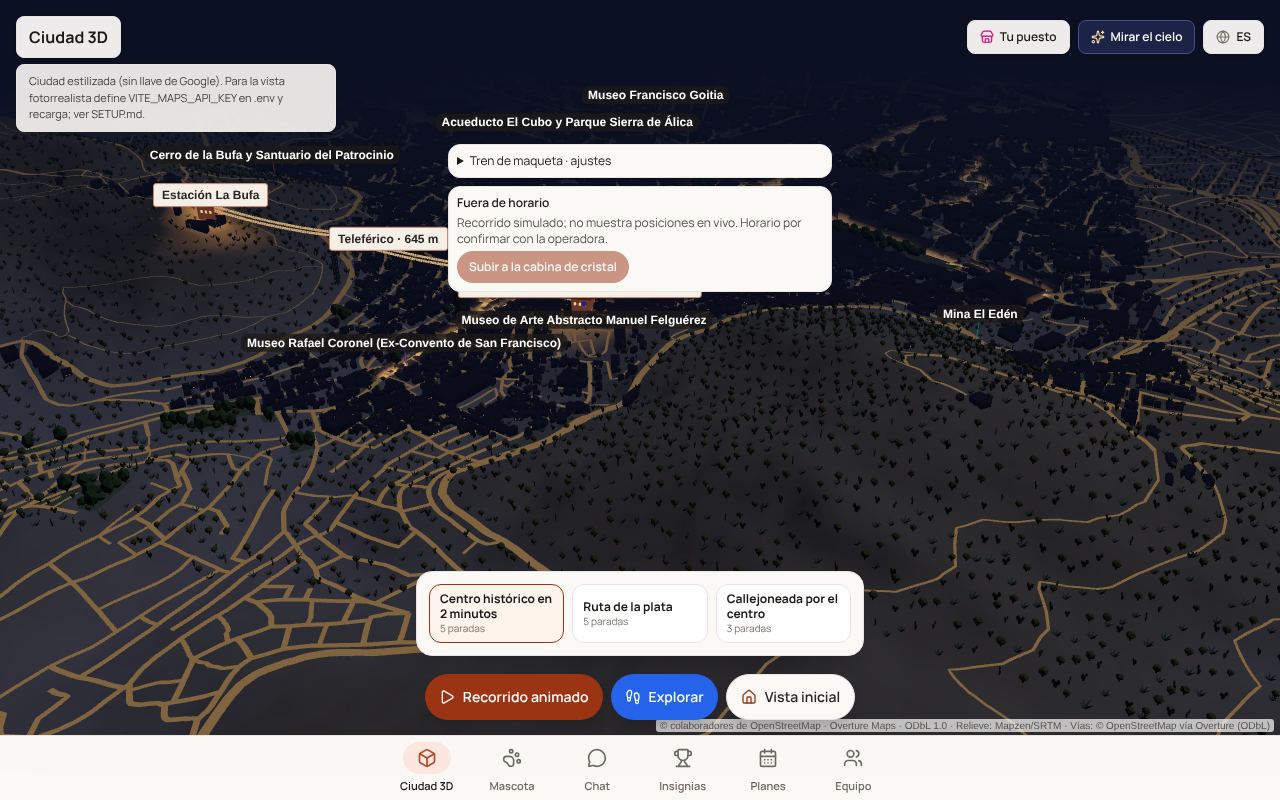 Ciudad 3D
Tu puesto
Mirar el cielo
ES
Ciudad estilizada (sin llave de Google). Para la vista
fotorrealista define VITE_MAPS_API_KEY en .env y
recarga; ver SETUP.md.
Museo Francisco Goitia
Acueducto El Cubo y Parque Sierra de Álica
Cerro de la Bufa y Santuario del Patrocinio
Tren de maqueta · ajustes
Estación La Bufa
Fuera de horario
Recorrido simulado; no muestra posiciones en vivo. Horario por
confirmar con la operadora.
Teleférico · 645 m
Subir a la cabina de cristal
Mina El Edén
Museo de Arte Abstracto Manuel Felguérez
Museo Rafael Coronel (Ex-Convento de San Francisco)
Centro histórico en
2 minutos
5 paradas
Ruta de la plata
5 paradas
Callejoneada por el
centro
3 paradas
Recorrido animado
Explorar
Vista inicial
© colaboradores de OpenStreetMap · Overture Maps · ODbL 1.0 · Relieve: Mapzen/SRTM · Vías: © OpenStreetMap vía Overture (ODbL)
Ciudad 3D
Mascota
Chat
Insignias
Planes
Equipo